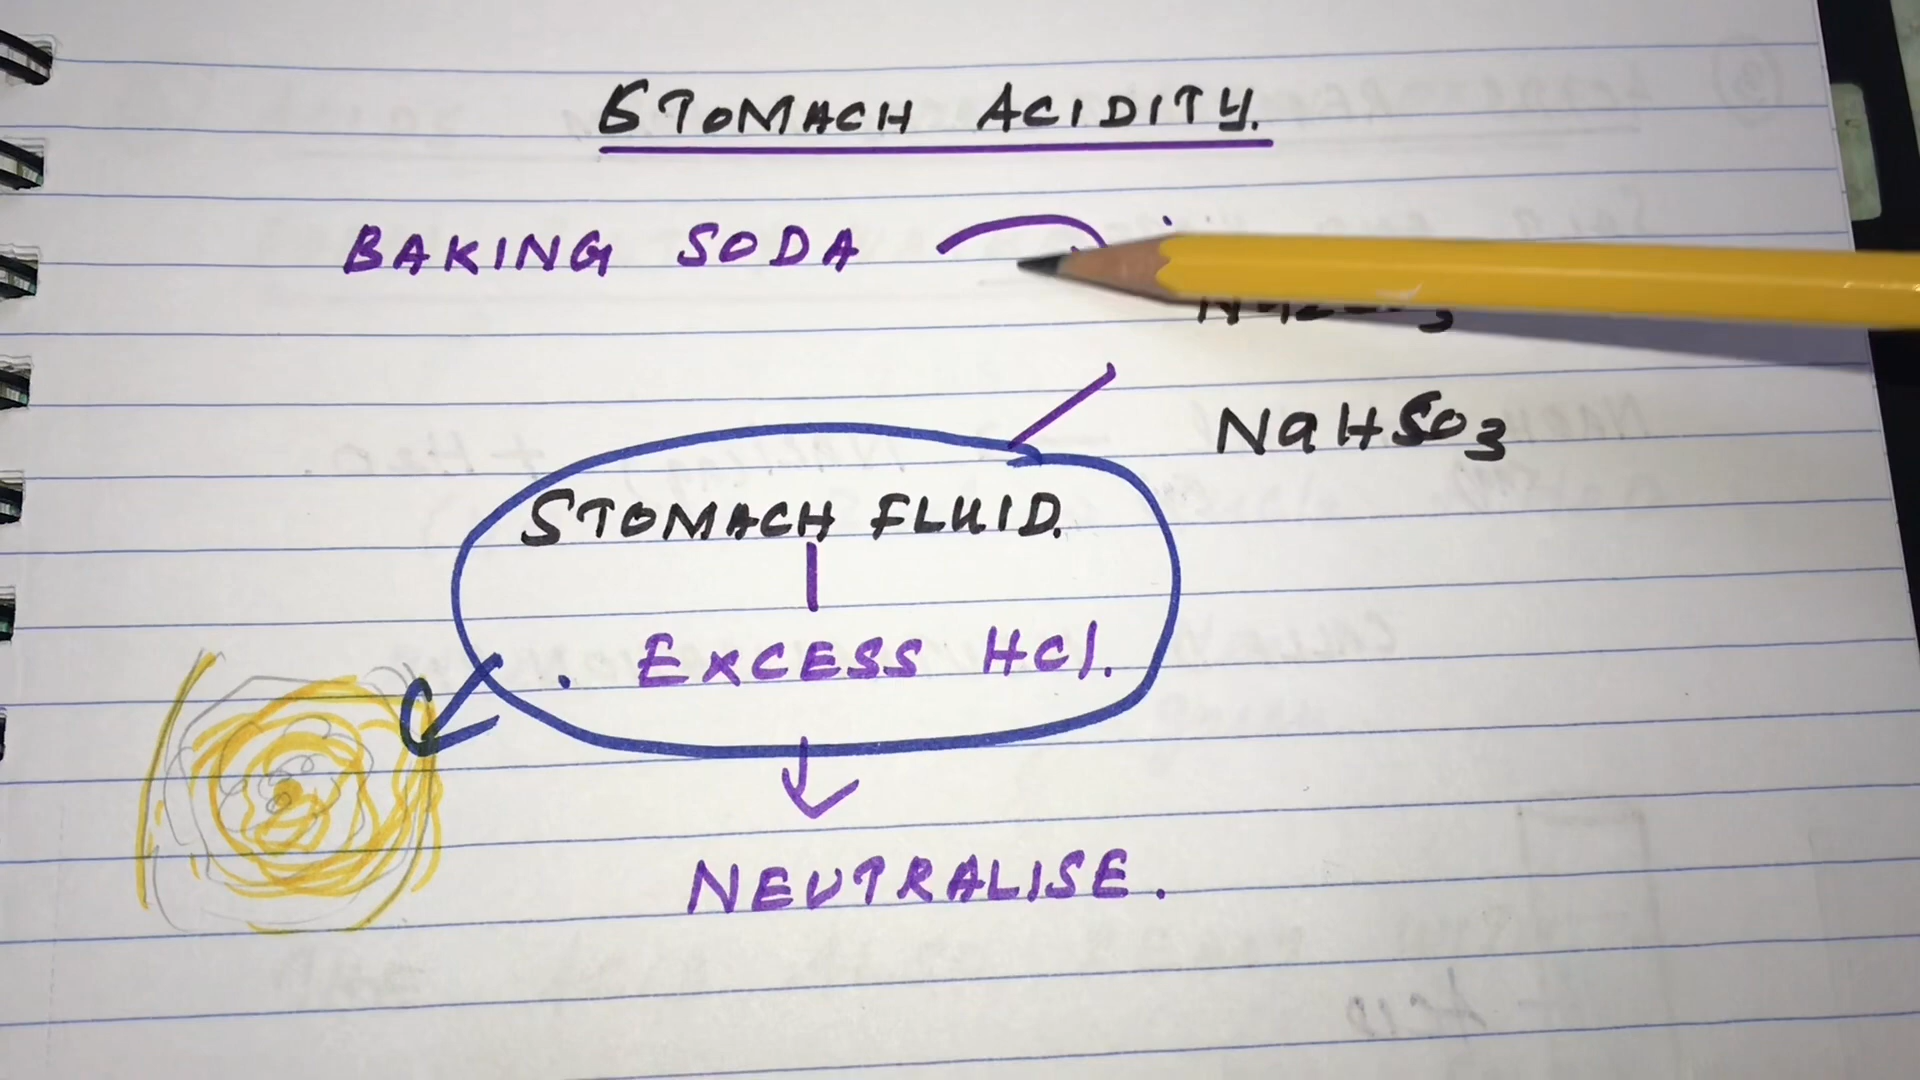 STOMACH ACIDITY.
BAKING SODA
NaHSO3
STOMACH FLUID.
. EXCESS HCl.
NEUTRALISE.